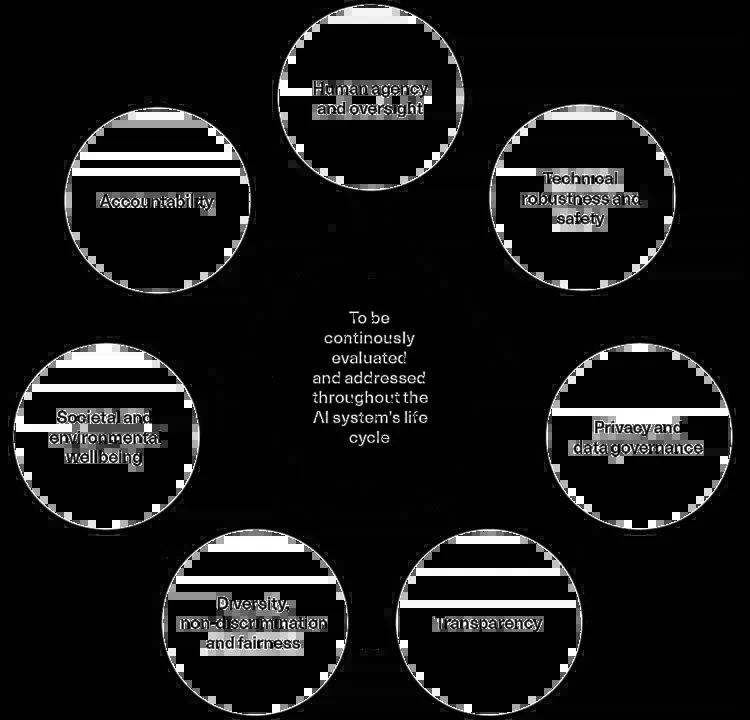 Human agency
and oversight
Technical
robustness and
safety
Privacy and
data governance
Transparency
Diversity,
non-discrimination
and fairness
Societal and
environmental
wellbeing
Accountability
To be
continously
evaluated
and addressed
throughout the
AI system's life
cycle